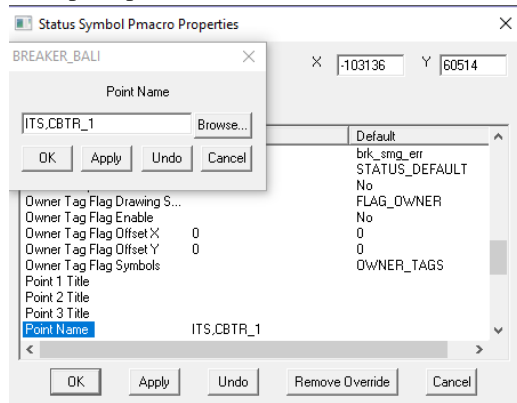 Status Symbol Pmacro Properties
BREAKER_BALI
X -103136 Y 60514
Point Name
ITS,CBTR_1 Browse...
OK Apply Undo Cancel
Default
brk_smg_err
STATUS_DEFAULT
No
Owner Tag Flag Drawing S... FLAG_OWNER
Owner Tag Flag Enable No
Owner Tag Flag Offset X 0 0
Owner Tag Flag Offset Y 0 0
Owner Tag Flag Symbols OWNER_TAGS
Point 1 Title
Point 2 Title
Point 3 Title
Point Name ITS,CBTR_1
OK Apply Undo Remove Override Cancel